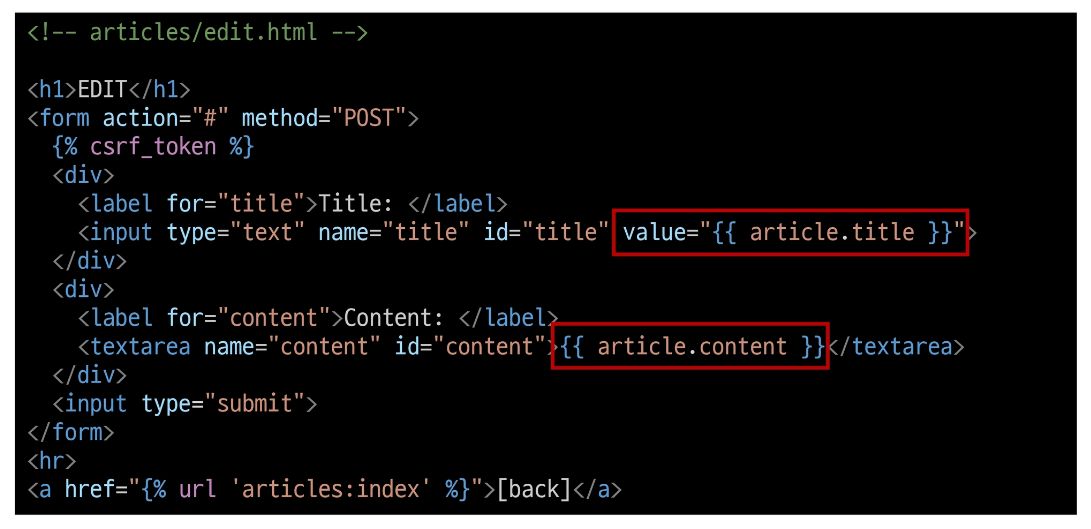 <!-- articles/edit.html -->
<h1>EDIT</h1>
<form action="#" method="POST">
{% csrf_token %}
<div>
<label for="title">Title: </label>
<input type="text" name="title" id="title" value="{{ article.title }}">
</div>
<div>
<label for="content">Content: </label>
<textarea name="content" id="content">{{ article.content }}</textarea>
</div>
<input type="submit">
</form>
<hr>
<a href="{% url 'articles:index' %}">[back]</a>